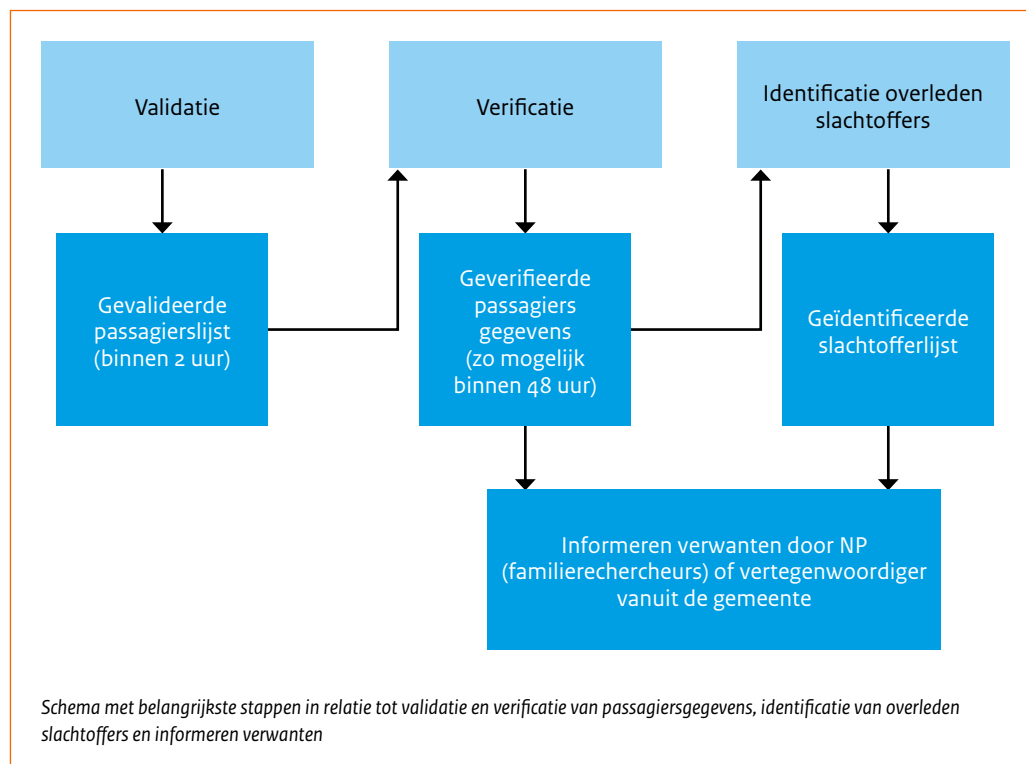 Validatie
Verificatie
Identificatie overleden
slachtoffers
Gevalideerde
passagierslijst
(binnen 2 uur)
Geverifieerde
passagiers
gegevens
(zo mogelijk
binnen 48 uur)
Geïdentificeerde
slachtofferlijst
Informeren verwanten door NP
(familierechercheurs) of vertegenwoordiger
vanuit de gemeente
Schema met belangrijkste stappen in relatie tot validatie en verificatie van passagiersgegevens, identificatie van overleden
slachtoffers en informeren verwanten